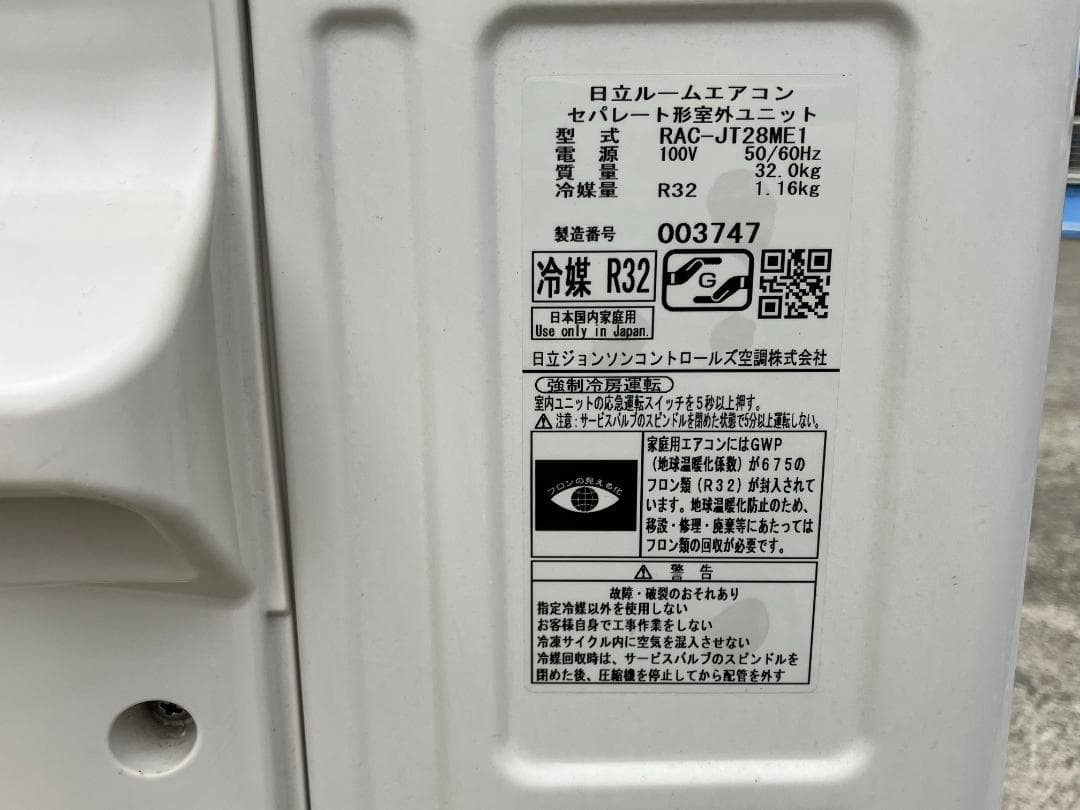 日立ルームエアコン
セパレート形室外ユニット
型 式 RAC-JT28ME1
電 源 100V 50/60Hz
質 量 32.0kg
冷媒量 R32 1.16kg
製造番号 003747
冷媒 R32
G
日本国内家庭用
Use only in Japan.
日立ジョンソンコントロールズ空調株式会社
強制冷房運転
室内ユニットの応急運転スイッチを5秒以上押す。
⚠ 注意:サービスバルブのスピンドルを閉めた状態で5分以上運転しない。
フロンの見える化
家庭用エアコンにはGWP
(地球温暖化係数)が675の
フロン類(R32)が封入されて
います。地球温暖化防止のため、
移設・修理・廃棄等にあたっては
フロン類の回収が必要です。
⚠ 警 告
故障・破裂のおそれあり
指定冷媒以外を使用しない
お客様自身で工事作業をしない
冷凍サイクル内に空気を混入させない
冷媒回収時は、サービスバルブのスピンドルを
閉めた後、圧縮機を停止してから配管を外す